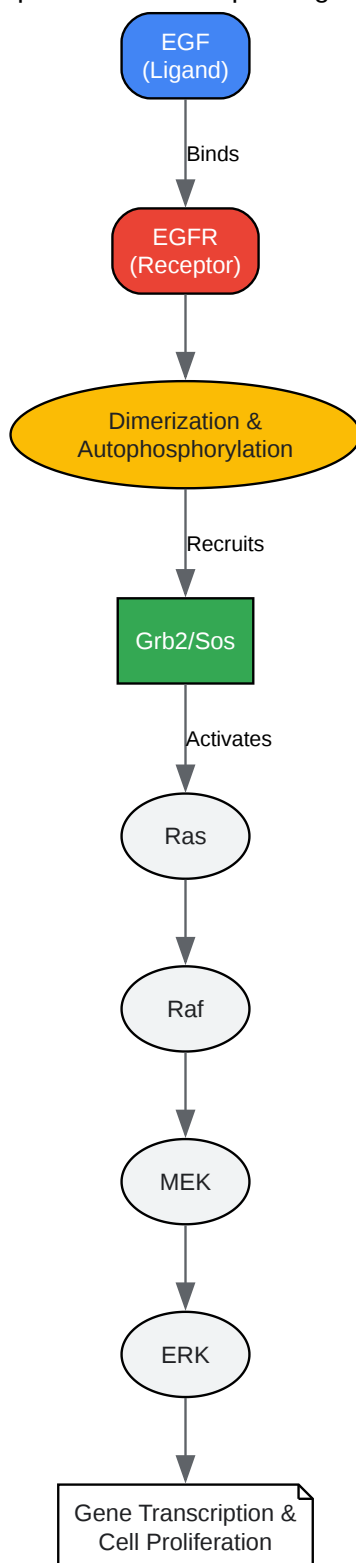 EGF
(Ligand)
Binds
EGFR
(Receptor)
Dimerization &
Autophosphorylation
Recruits
Grb2/Sos
Activates
Ras
Raf
MEK
ERK
Gene Transcription &
Cell Proliferation